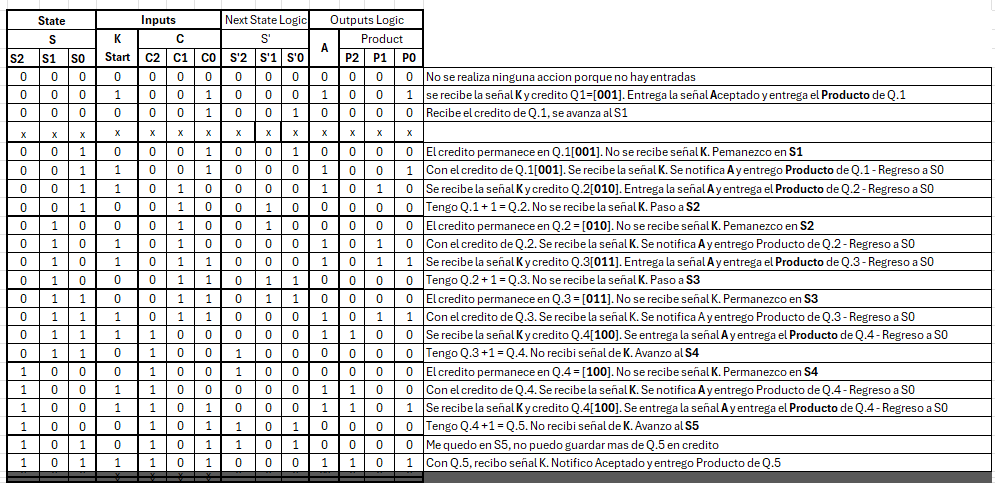 State Inputs Next State Logic Outputs Logic
S K C S' A Product
S2 S1 S0 Start C2 C1 C0 S'2 S'1 S'0 P2 P1 P0
0 0 0 0 0 0 0 0 0 0 0 0 0 0 No se realiza ninguna accion porque no hay entradas
0 0 0 1 0 0 1 0 0 0 1 0 0 1 se recibe la señal K y credito Q1=[001]. Entrega la señal Aceptado y entrega el Producto de Q.1
0 0 0 0 0 0 1 0 0 1 0 0 0 0 Recibe el credito de Q.1, se avanza al S1
x x x x x x x x x x x x x x
0 0 1 0 0 0 1 0 0 1 0 0 0 0 El credito permanece en Q.1[001]. No se recibe señal K. Pemanezco en S1
0 0 1 1 0 0 1 0 0 0 1 0 0 1 Con el credito de Q.1[001]. Se recibe la señal K. Se notifica A y entrego Producto de Q.1 - Regreso a S0
0 0 1 1 0 1 0 0 0 0 1 0 1 0 Se recibe la señal K y credito Q.2[010]. Entrega la señal A y entrega el Producto de Q.2 - Regreso a S0
0 0 1 0 0 1 0 0 1 0 0 0 0 0 Tengo Q.1 + 1 = Q.2. No se recibe la señal K. Paso a S2
0 1 0 0 0 1 0 0 1 0 0 0 0 0 El credito permanece en Q.2 = [010]. No se recibe señal K. Pemanezco en S2
0 1 0 1 0 1 0 0 0 0 1 0 1 0 Con el credito de Q.2. Se recibe la señal K. Se notifica A y entrego Producto de Q.2 - Regreso a S0
0 1 0 1 0 1 1 0 0 0 1 0 1 1 Se recibe la señal K y credito Q.3[011]. Entrega la señal A y entrega el Producto de Q.3 - Regreso a S0
0 1 0 0 0 1 1 0 1 1 0 0 0 0 Tengo Q.2 + 1 = Q.3. No se recibe la señal K. Paso a S3
0 1 1 0 0 1 1 0 1 1 0 0 0 0 El credito permanece en Q.3 = [011]. No se recibe señal K. Permanezco en S3
0 1 1 1 0 1 1 0 0 0 1 0 1 1 Con el credito de Q.3. Se recibe la señal K. Se notifica A y entrego Producto de Q.3 - Regreso a S0
0 1 1 1 1 0 0 0 0 0 1 1 0 0 Se recibe la señal K y credito Q.4[100]. Se entrega la señal A y entrega el Producto de Q.4 - Regreso a S0
0 1 1 0 1 0 0 1 0 0 0 0 0 0 Tengo Q.3 +1 = Q.4. No recibi señal de K. Avanzo al S4
1 0 0 0 1 0 0 1 0 0 0 0 0 0 El credito permanece en Q.4 = [100]. No se recibe señal K. Permanezco en S4
1 0 0 1 1 0 0 0 0 0 1 1 0 0 Con el credito de Q.4. Se recibe la señal K. Se notifica A y entrego Producto de Q.4 - Regreso a S0
1 0 0 1 1 0 1 0 0 0 1 1 0 1 Se recibe la señal K y credito Q.4[100]. Se entrega la señal A y entrega el Producto de Q.4 - Regreso a S0
1 0 0 0 1 0 1 1 0 1 0 0 0 0 Tengo Q.4 +1 = Q.5. No recibi señal de K. Avanzo al S5
1 0 1 0 1 0 1 1 0 1 0 0 0 0 Me quedo en S5, no puedo guardar mas de Q.5 en credito
1 0 1 1 1 0 1 0 0 0 1 1 0 1 Con Q.5, recibo señal K. Notifico Aceptado y entrego Producto de Q.5